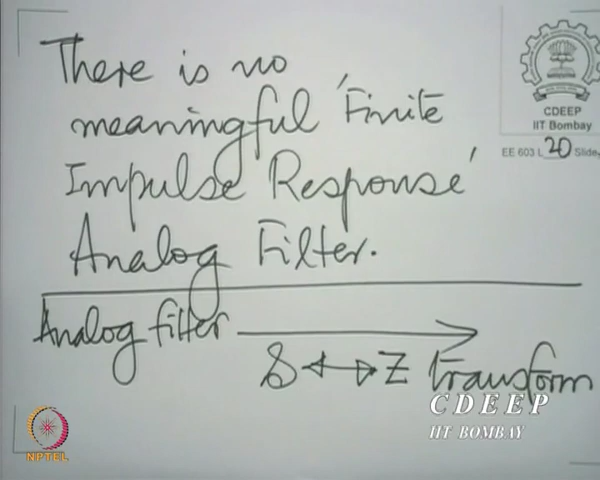 There is no
meaningful 'Finite
Impulse Response'
Analog Filter.
Analog filter
S ↔ Z transform
CDEEP
IIT Bombay
EE 603 L 20 Slide
CDEEP
IIT BOMBAY
NPTEL